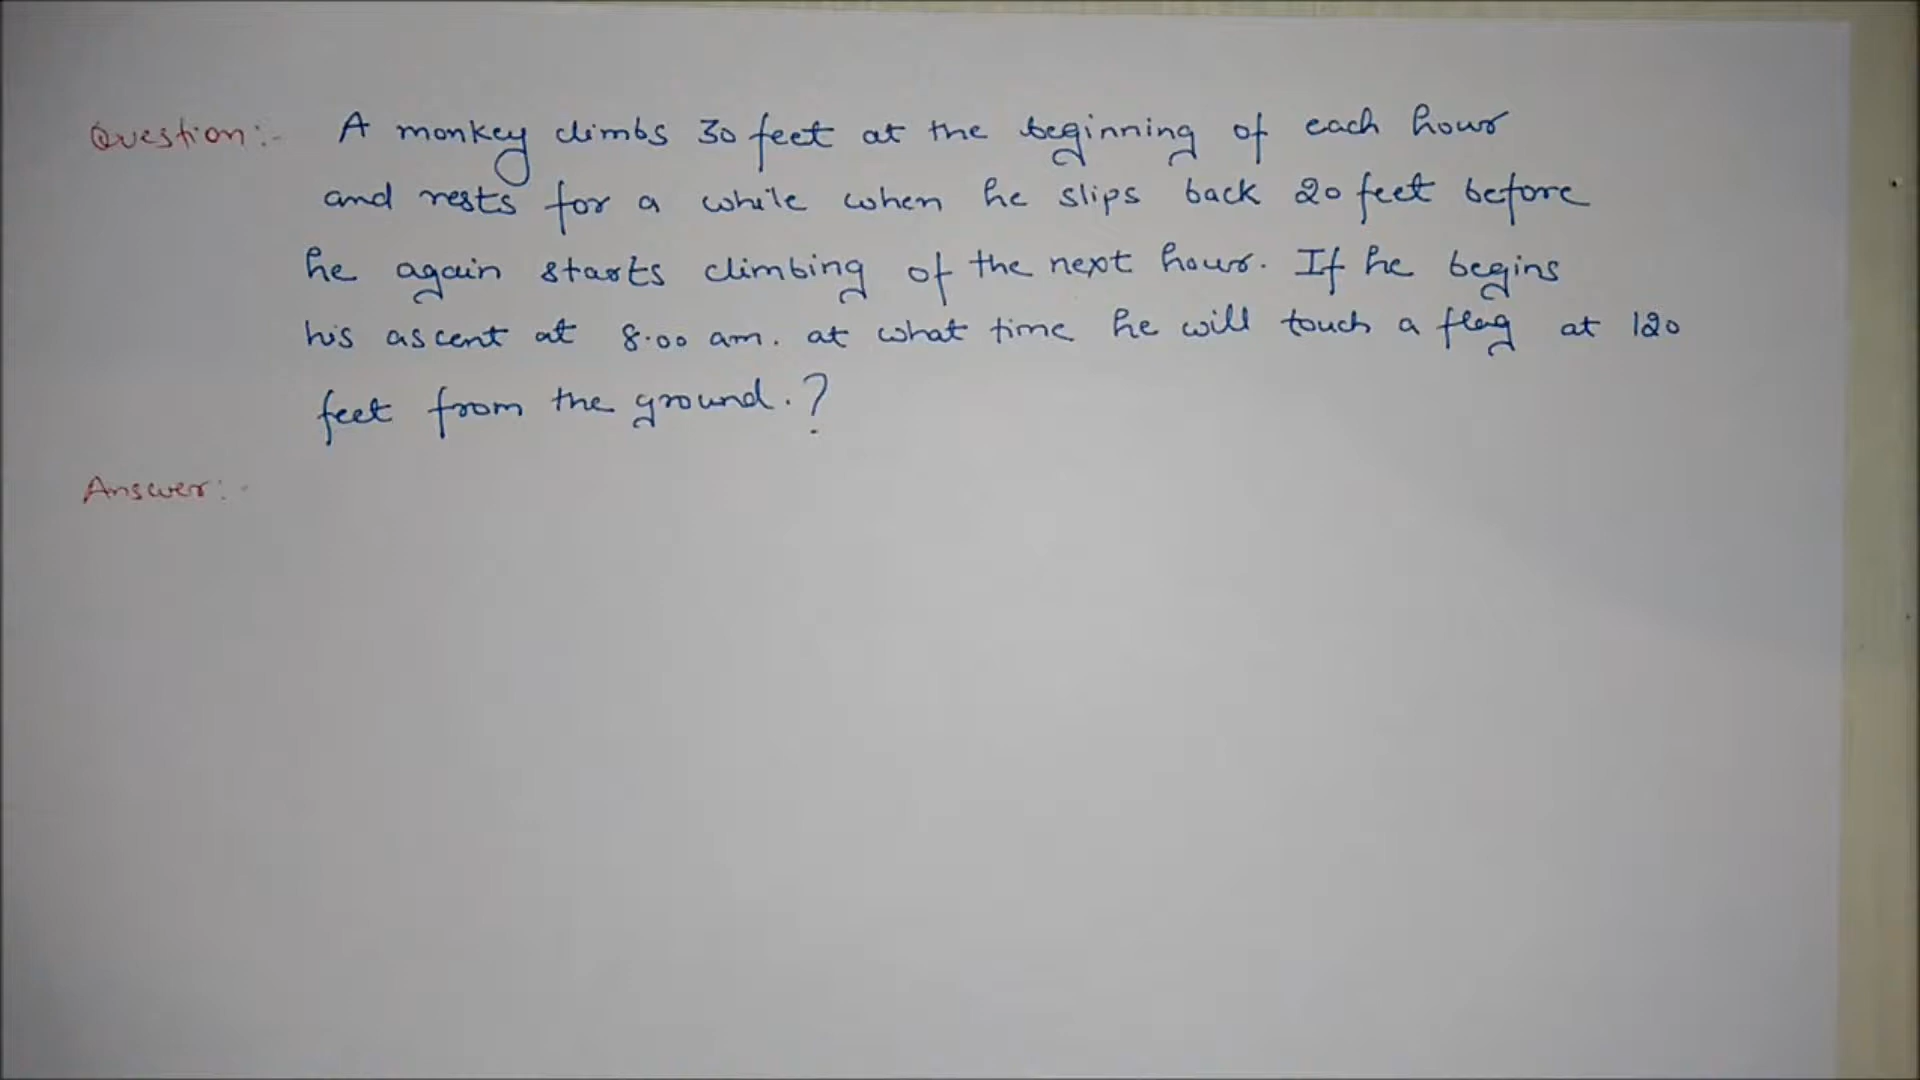 Question:- A monkey climbs 30 feet at the beginning of each hour
and rests for a while when he slips back 20 feet before
he again starts climbing of the next hour. If he begins
his ascent at 8.00 am. at what time he will touch a flag at 120
feet from the ground.?
Answer:-